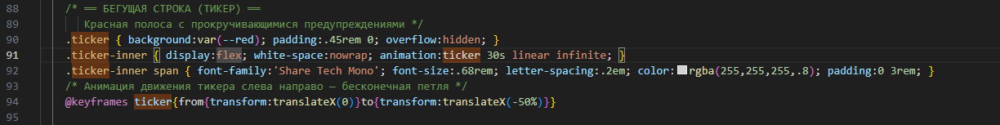 88 /* == БЕГУЩАЯ СТРОКА (ТИКЕР) ==
89 Красная полоса с прокручивающимися предупреждениями */
90 .ticker { background:var(--red); padding:.45rem 0; overflow:hidden; }
91 .ticker-inner { display:flex; white-space:nowrap; animation:ticker 30s linear infinite; }
92 .ticker-inner span { font-family:'Share Tech Mono'; font-size:.68rem; letter-spacing:.2em; color:rgba(255,255,255,.8); padding:0 3rem; }
93 /* Анимация движения тикера слева направо — бесконечная петля */
94 @keyframes ticker{from{transform:translateX(0)}to{transform:translateX(-50%)}}
95